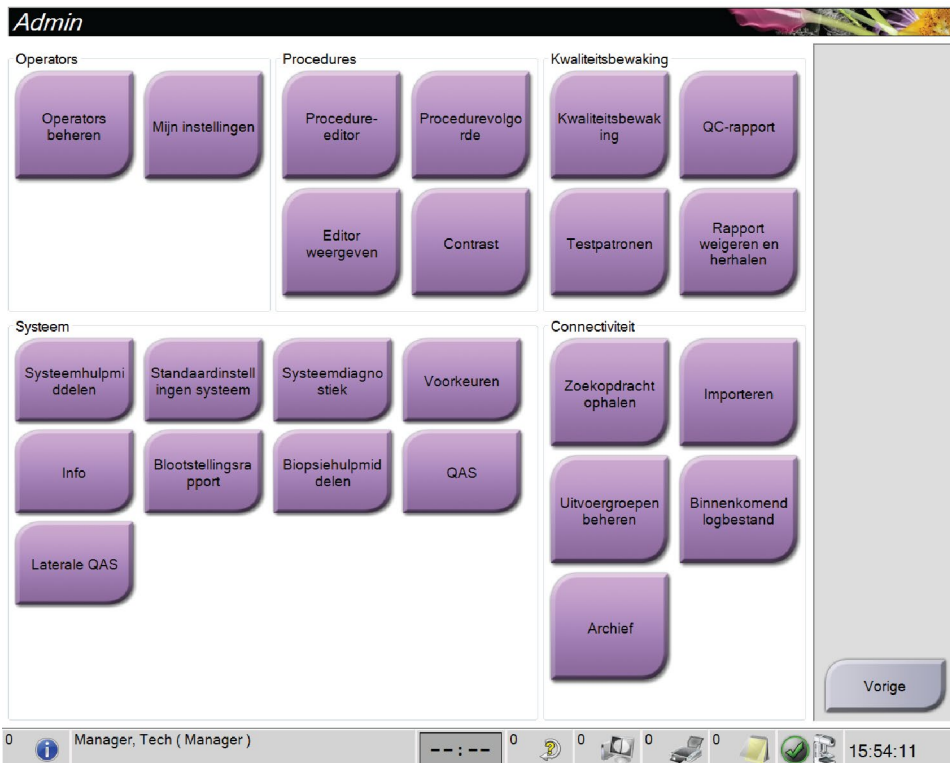 Admin
Operators
Operators
beheren
Mijn instellingen
Procedures
Procedure-
editor
Procedurevolgo
rde
Editor
weergeven
Contrast
Kwaliteitsbewaking
Kwaliteitsbewak
ing
QC-rapport
Testpatronen
Rapport
weigeren en
herhalen
Systeem
Systeemhulpmi
ddelen
Standaardinstell
ingen systeem
Systeemdiagno
stiek
Voorkeuren
Info
Blootstellingsra
pport
Biopsiehulpmid
delen
QAS
Laterale QAS
Connectiviteit
Zoekopdracht
ophalen
Importeren
Uitvoergroepen
beheren
Binnenkomend
logbestand
Archief
Vorige
0 Manager, Tech ( Manager ) --:-- 0 0 0 0 15:54:11